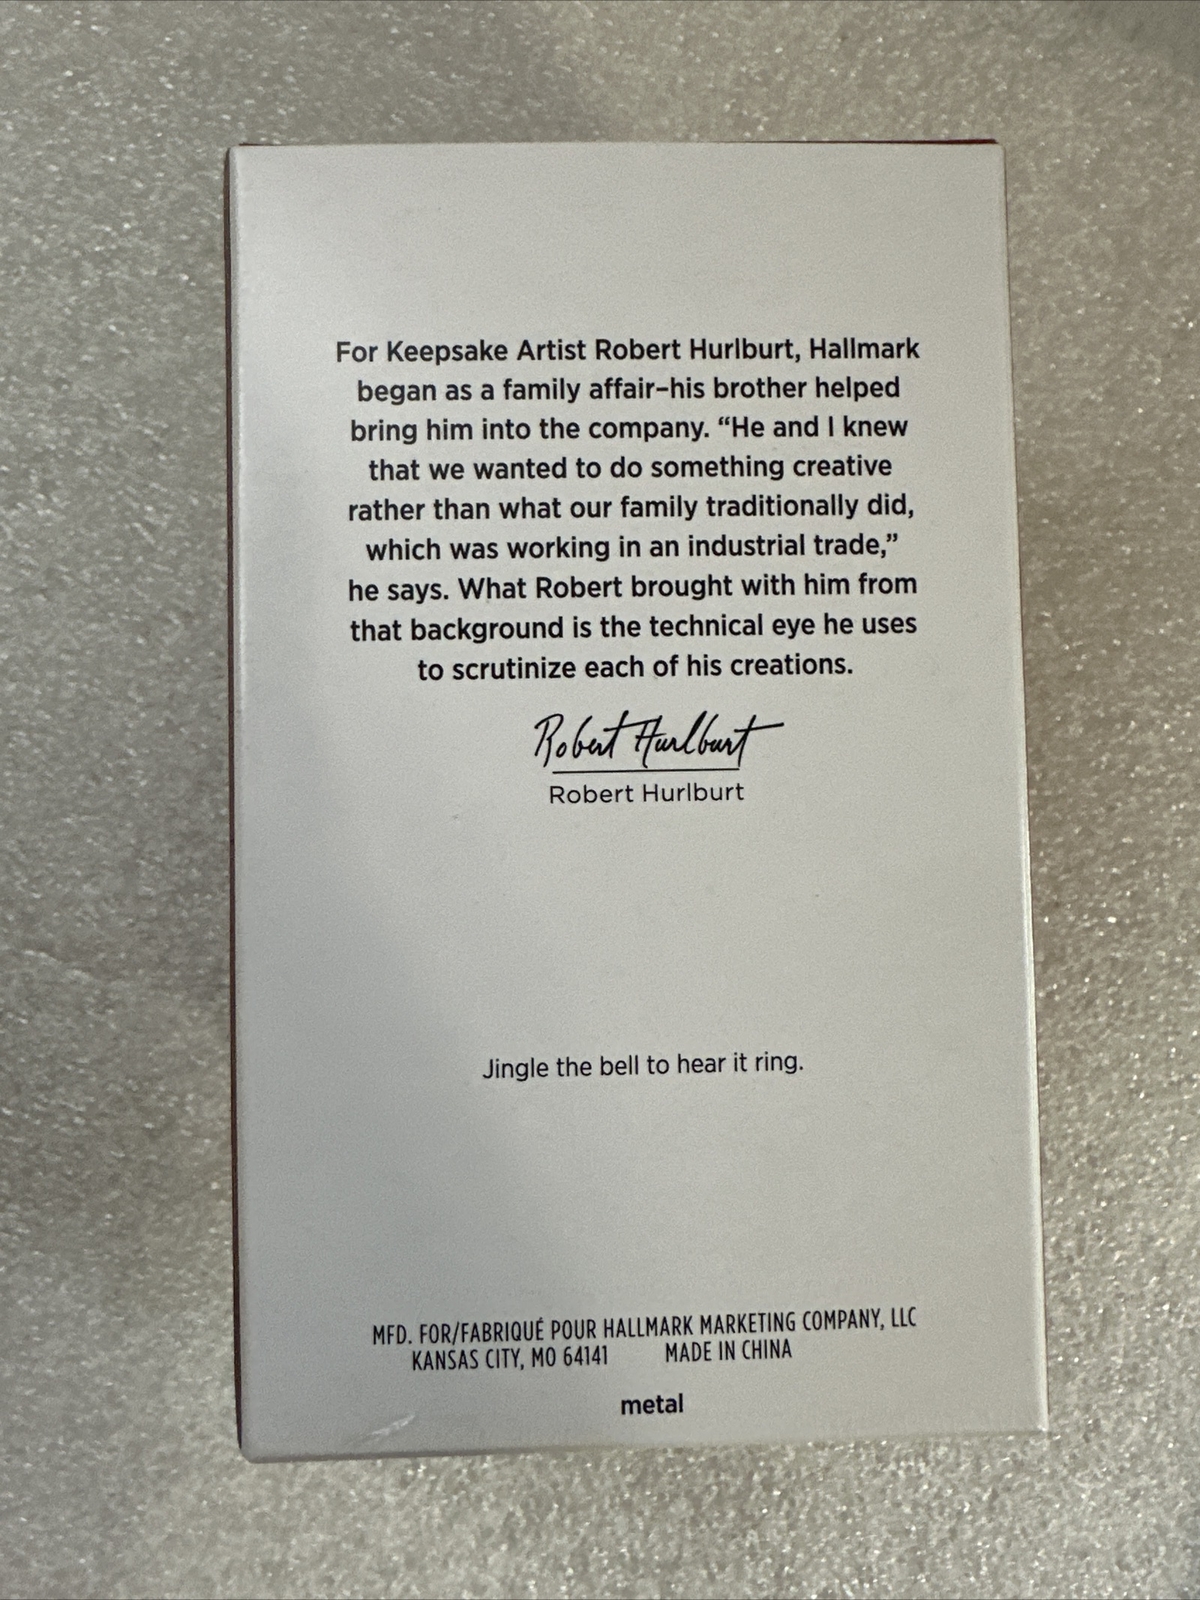 For Keepsake Artist Robert Hurlburt, Hallmark
began as a family affair–his brother helped
bring him into the company. “He and I knew
that we wanted to do something creative
rather than what our family traditionally did,
which was working in an industrial trade,”
he says. What Robert brought with him from
that background is the technical eye he uses
to scrutinize each of his creations.
Robert Hurlburt
Robert Hurlburt
Jingle the bell to hear it ring.
MFD. FOR/FABRIQUÉ POUR HALLMARK MARKETING COMPANY, LLC
KANSAS CITY, MO 64141 MADE IN CHINA
metal